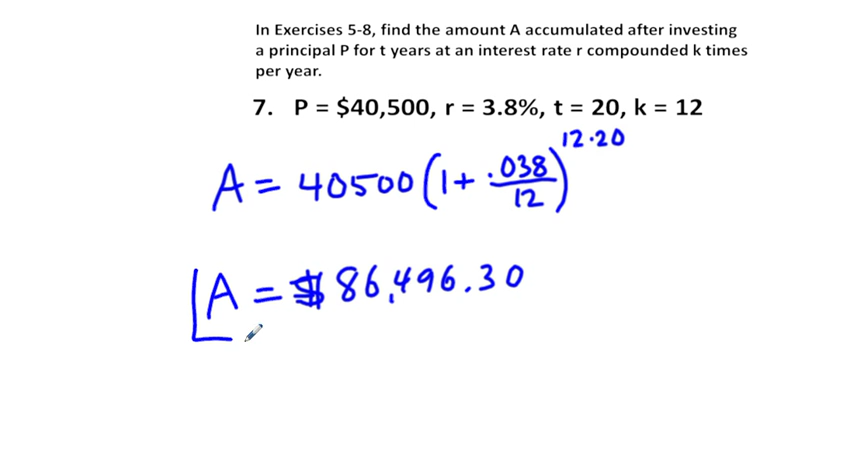 In Exercises 5-8, find the amount A accumulated after investing
a principal P for t years at an interest rate r compounded k times
per year.
7. P = $40,500, r = 3.8%, t = 20, k = 12
A = 40500 (1 + .038/12)^12·20
A = $86,496.30